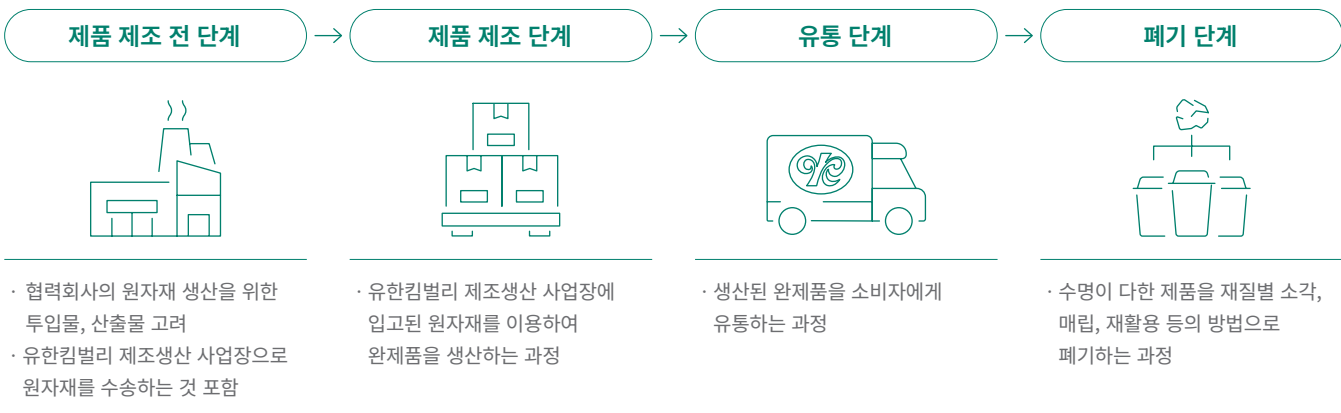 제품 제조 전 단계
제품 제조 단계
유통 단계
폐기 단계
· 협력회사의 원자재 생산을 위한
투입물, 산출물 고려
· 유한킴벌리 제조생산 사업장으로
원자재를 수송하는 것 포함
· 유한킴벌리 제조생산 사업장에
입고된 원자재를 이용하여
완제품을 생산하는 과정
· 생산된 완제품을 소비자에게
유통하는 과정
· 수명이 다한 제품을 재질별 소각,
매립, 재활용 등의 방법으로
폐기하는 과정